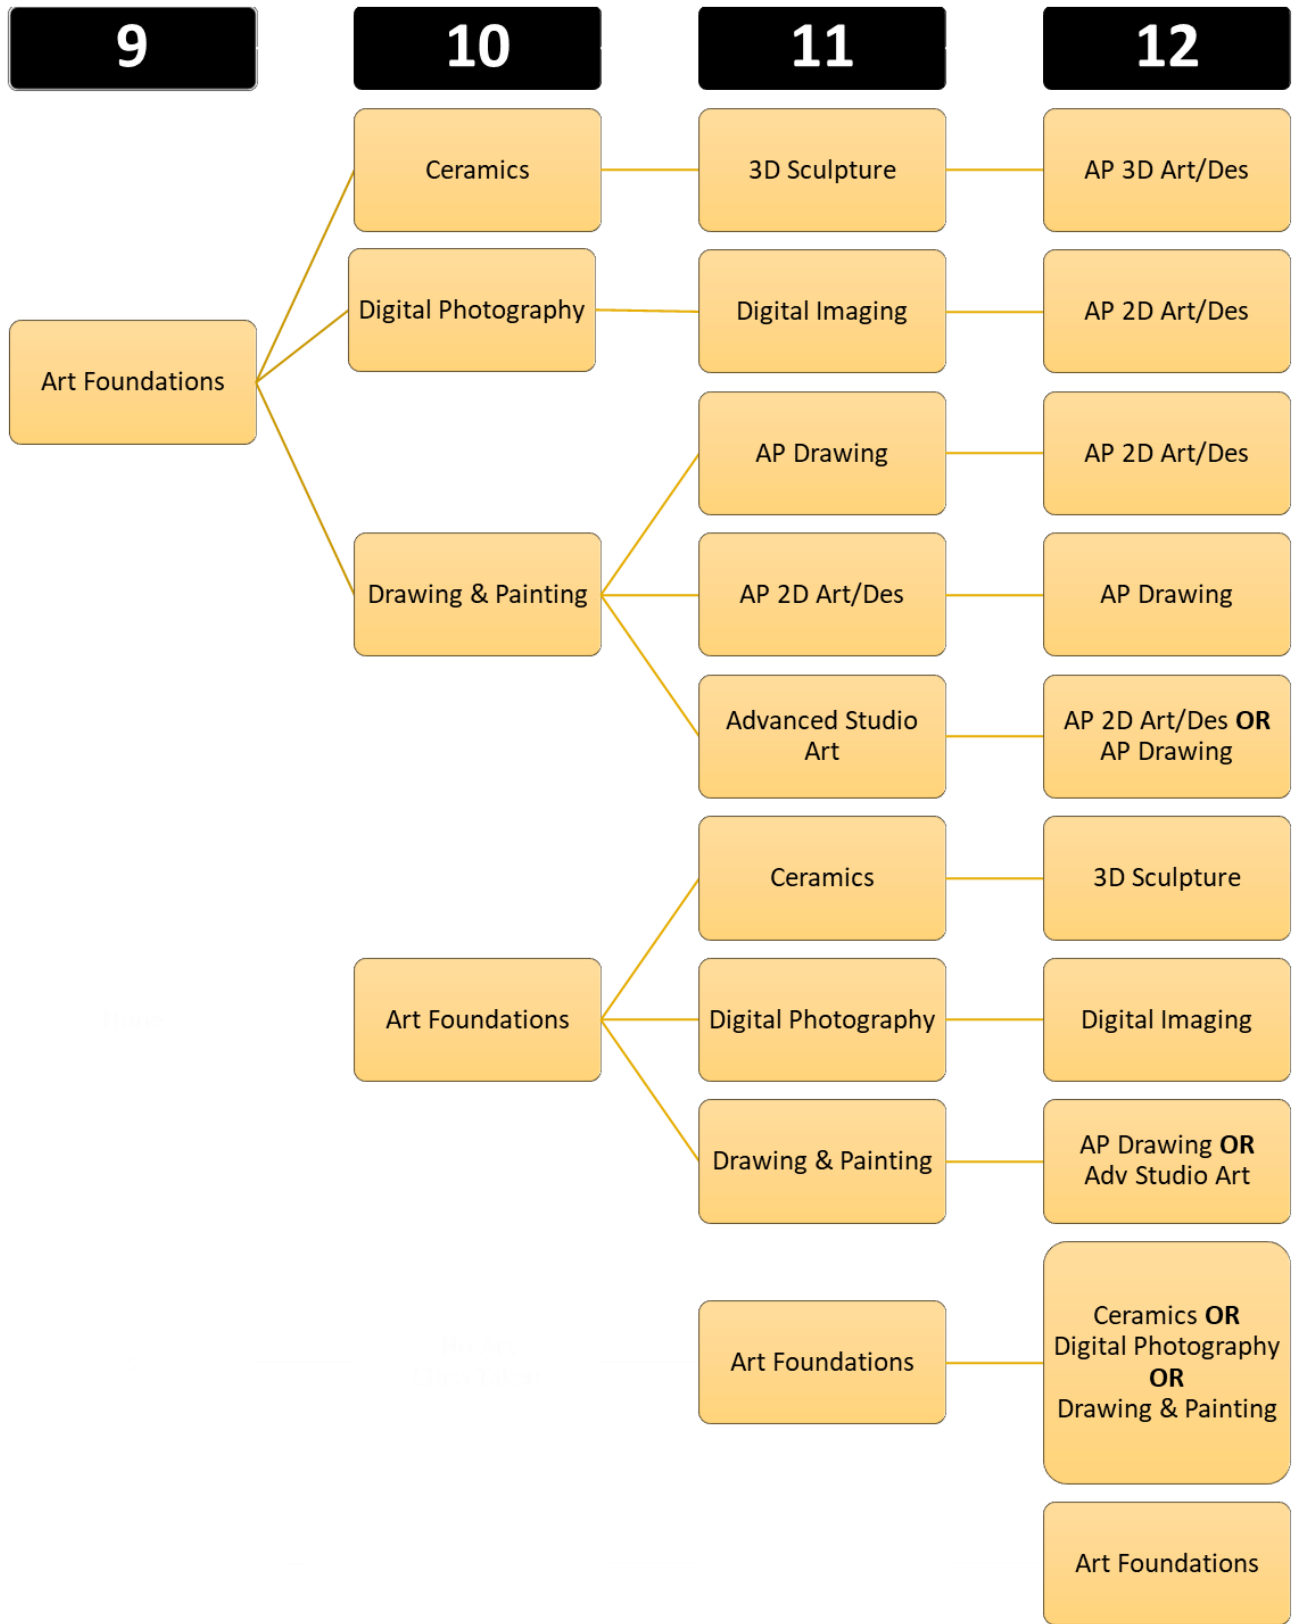 9
10
11
12
Ceramics
3D Sculpture
AP 3D Art/Des
Digital Photography
Digital Imaging
AP 2D Art/Des
Art Foundations
AP Drawing
AP 2D Art/Des
Drawing & Painting
AP 2D Art/Des
AP Drawing
Advanced Studio
Art
AP 2D Art/Des OR
AP Drawing
Ceramics
3D Sculpture
Art Foundations
Digital Photography
Digital Imaging
Drawing & Painting
AP Drawing OR
Adv Studio Art
Art Foundations
Ceramics OR
Digital Photography
OR
Drawing & Painting
Art Foundations